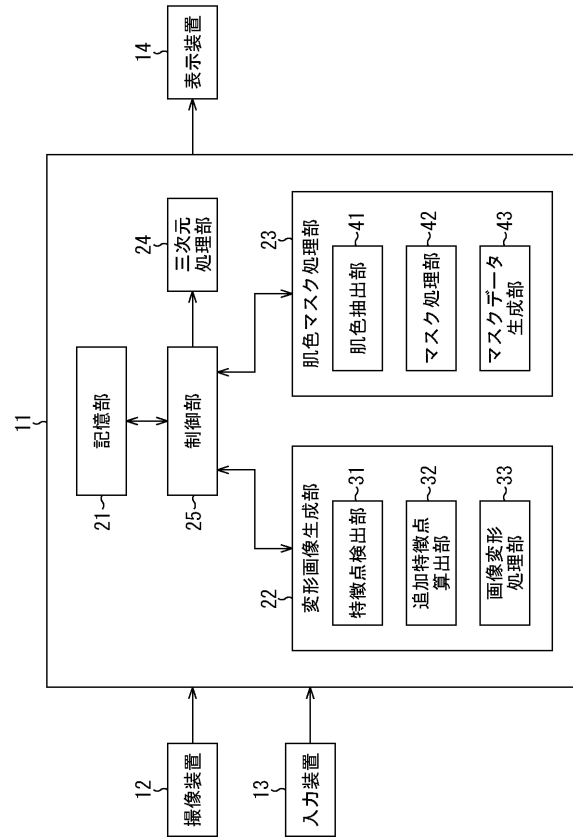 11
12
撮像装置
13
入力装置
14
表示装置
21
記憶部
25
制御部
24
三次元
処理部
22
変形画像生成部
31
特徴点検出部
32
追加特徴点
算出部
33
画像変形
処理部
23
肌色マスク処理部
41
肌色抽出部
42
マスク処理部
43
マスクデータ
生成部